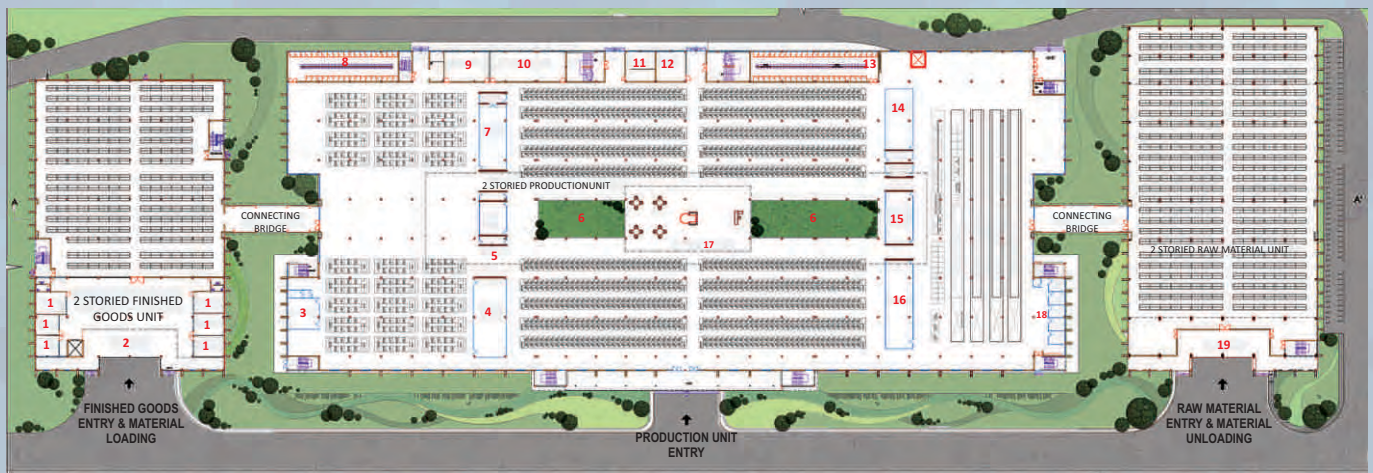 8
9
10
11
12
13
7
14
2 STORIED PRODUCTIONUNIT
CONNECTING
BRIDGE
6
6
15
CONNECTING
BRIDGE
17
5
2 STORIED RAW MATERIAL UNIT
A'
1
2 STORIED FINISHED
GOODS UNIT
1
3
4
16
18
1
1
1
2
1
19
FINISHED GOODS
ENTRY & MATERIAL
LOADING
PRODUCTION UNIT
ENTRY
RAW MATERIAL
ENTRY & MATERIAL
UNLOADING